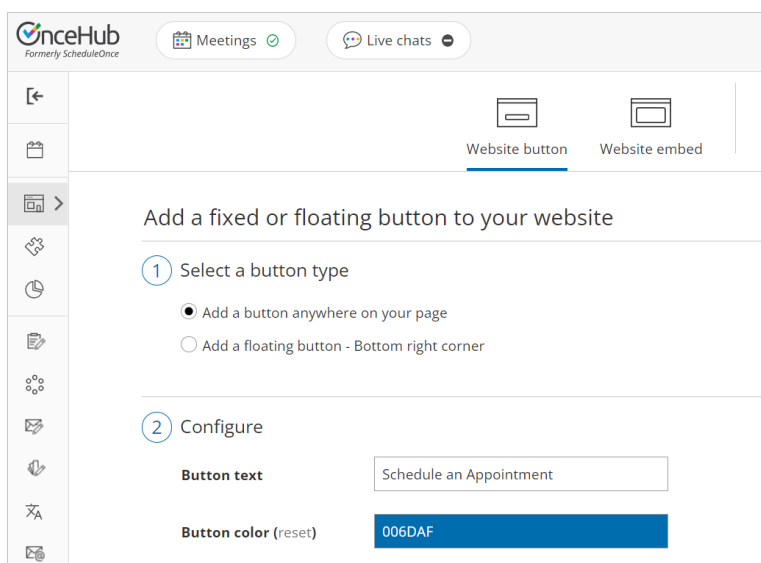 OnceHub
Formerly ScheduleOnce
Meetings
Live chats
Website button
Website embed
Add a fixed or floating button to your website
1 Select a button type
Add a button anywhere on your page
Add a floating button - Bottom right corner
2 Configure
Button text
Schedule an Appointment
Button color (reset)
006DAF